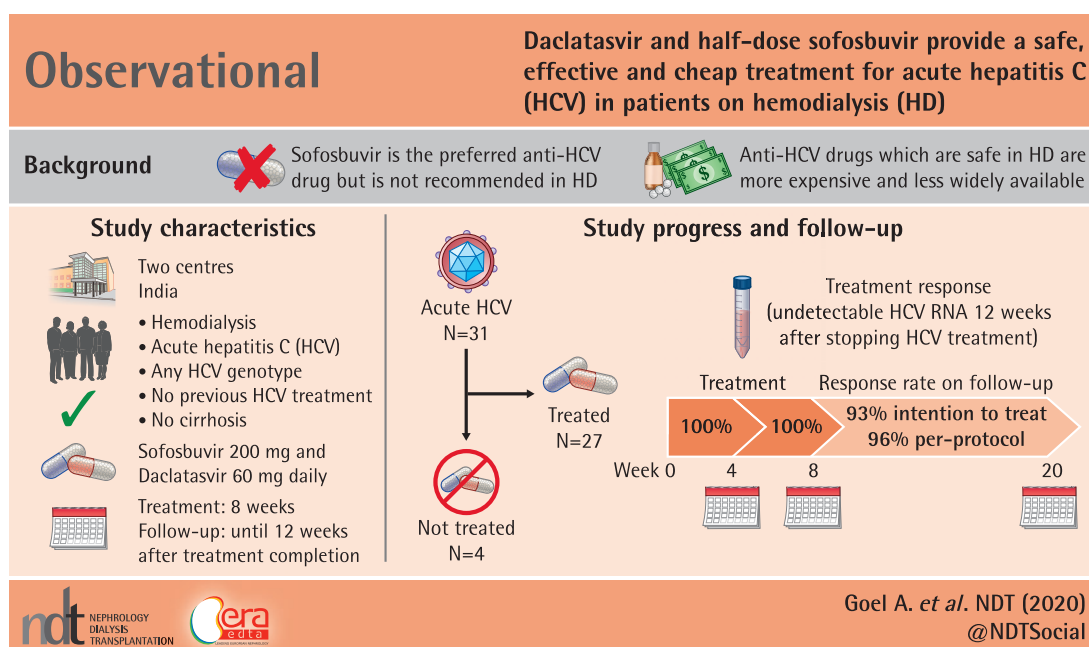 Observational
Daclatasvir and half-dose sofosbuvir provide a safe,
effective and cheap treatment for acute hepatitis C
(HCV) in patients on hemodialysis (HD)
Background
Sofosbuvir is the preferred anti-HCV
drug but is not recommended in HD
Anti-HCV drugs which are safe in HD are
more expensive and less widely available
Study characteristics
Two centres
India
• Hemodialysis
• Acute hepatitis C (HCV)
• Any HCV genotype
• No previous HCV treatment
• No cirrhosis
Sofosbuvir 200 mg and
Daclatasvir 60 mg daily
Treatment: 8 weeks
Follow-up: until 12 weeks
after treatment completion
Study progress and follow-up
Acute HCV
N=31
Treated
N=27
Not treated
N=4
Treatment response
(undetectable HCV RNA 12 weeks
after stopping HCV treatment)
Treatment
Response rate on follow-up
100%
100%
93% intention to treat
96% per-protocol
Week 0 4 8 20
ndt NEPHROLOGY
DIALYSIS
TRANSPLANTATION
era
edta
Goel A. et al. NDT (2020)
@NDTSocial